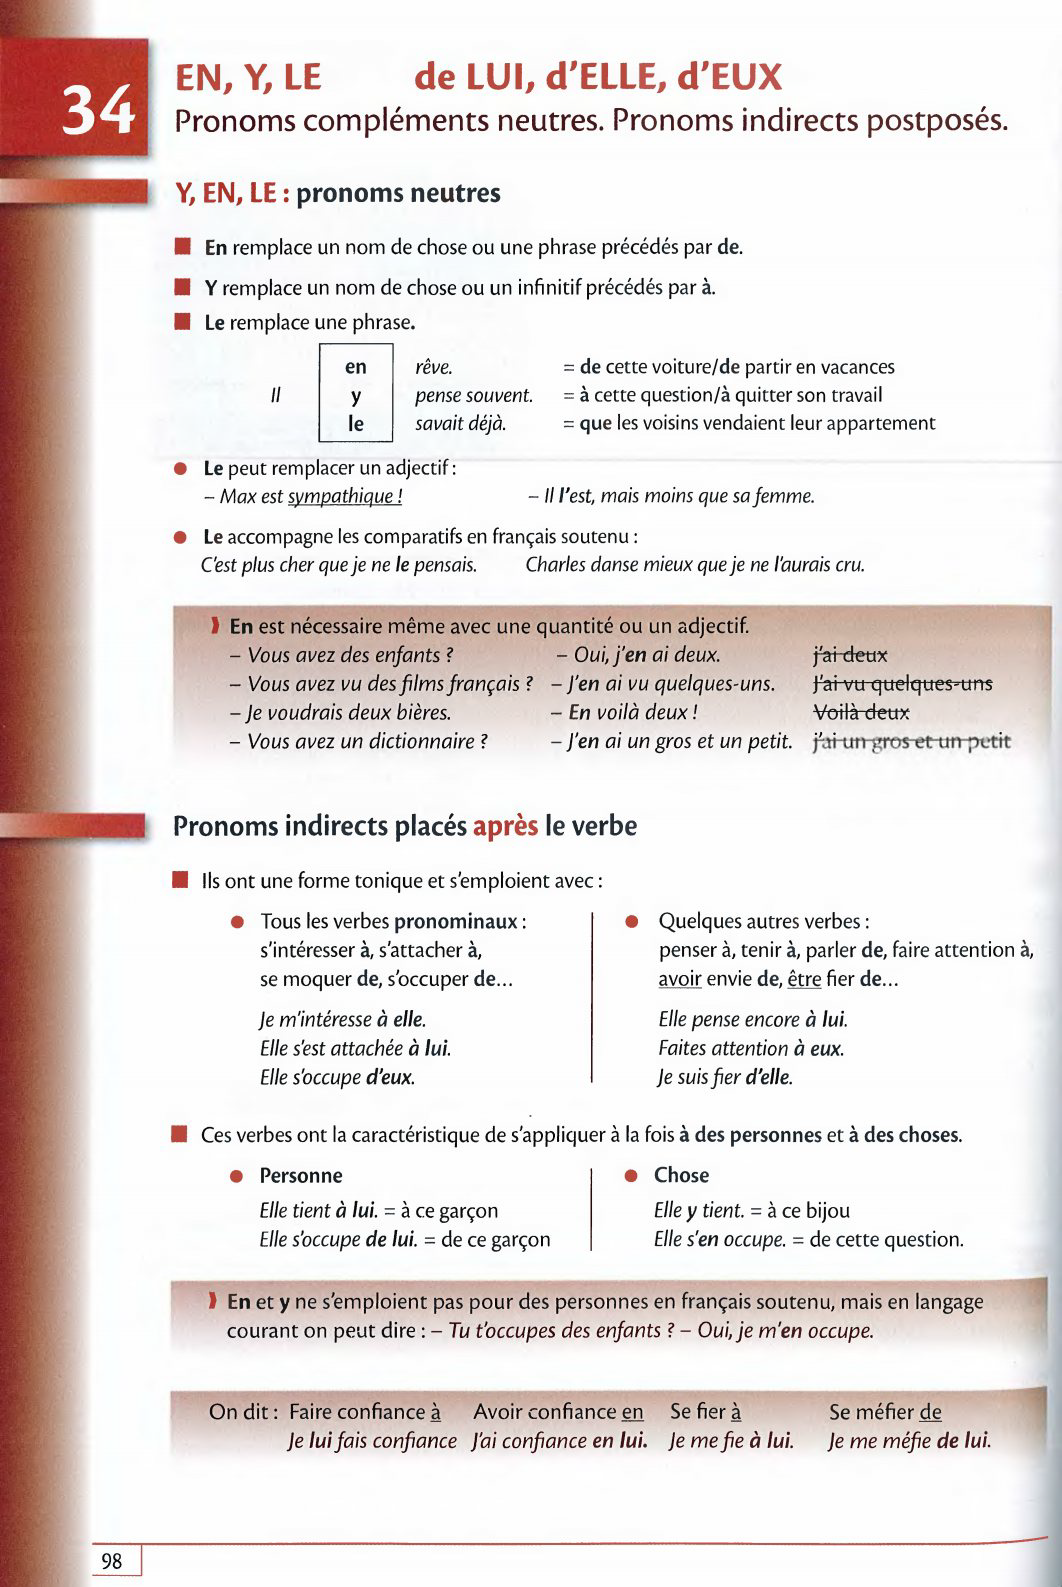 34
EN, Y, LE de LUI, d'ELLE, d'EUX
Pronoms compléments neutres. Pronoms indirects postposés.
Y, EN, LE : pronoms neutres
■ En remplace un nom de chose ou une phrase précédés par de.
■ Y remplace un nom de chose ou un infinitif précédés par à.
■ Le remplace une phrase.
en rêve. = de cette voiture/de partir en vacances
Il y pense souvent. = à cette question/à quitter son travail
le savait déjà. = que les voisins vendaient leur appartement
● Le peut remplacer un adjectif :
– Max est sympathique ! – Il l'est, mais moins que sa femme.
● Le accompagne les comparatifs en français soutenu :
C'est plus cher que je ne le pensais. Charles danse mieux que je ne l'aurais cru.
En est nécessaire même avec une quantité ou un adjectif.
– Vous avez des enfants ? – Oui, j'en ai deux. j'ai deux
– Vous avez vu des films français ? – J'en ai vu quelques-uns. J'ai vu quelques-uns
– Je voudrais deux bières. – En voilà deux ! Voilà deux
– Vous avez un dictionnaire ? – J'en ai un gros et un petit. j'ai un gros et un petit
Pronoms indirects placés après le verbe
■ Ils ont une forme tonique et s'emploient avec :
● Tous les verbes pronominaux :
s'intéresser à, s'attacher à,
se moquer de, s'occuper de...
Je m'intéresse à elle.
Elle s'est attachée à lui.
Elle s'occupe d'eux.
● Quelques autres verbes :
penser à, tenir à, parler de, faire attention à,
avoir envie de, être fier de...
Elle pense encore à lui.
Faites attention à eux.
Je suis fier d'elle.
■ Ces verbes ont la caractéristique de s'appliquer à la fois à des personnes et à des choses.
● Personne
Elle tient à lui. = à ce garçon
Elle s'occupe de lui. = de ce garçon
● Chose
Elle y tient. = à ce bijou
Elle s'en occupe. = de cette question.
En et y ne s'emploient pas pour des personnes en français soutenu, mais en langage
courant on peut dire : – Tu t'occupes des enfants ? – Oui, je m'en occupe.
On dit : Faire confiance à Avoir confiance en Se fier à Se méfier de
Je lui fais confiance J'ai confiance en lui. Je me fie à lui. Je me méfie de lui.
98